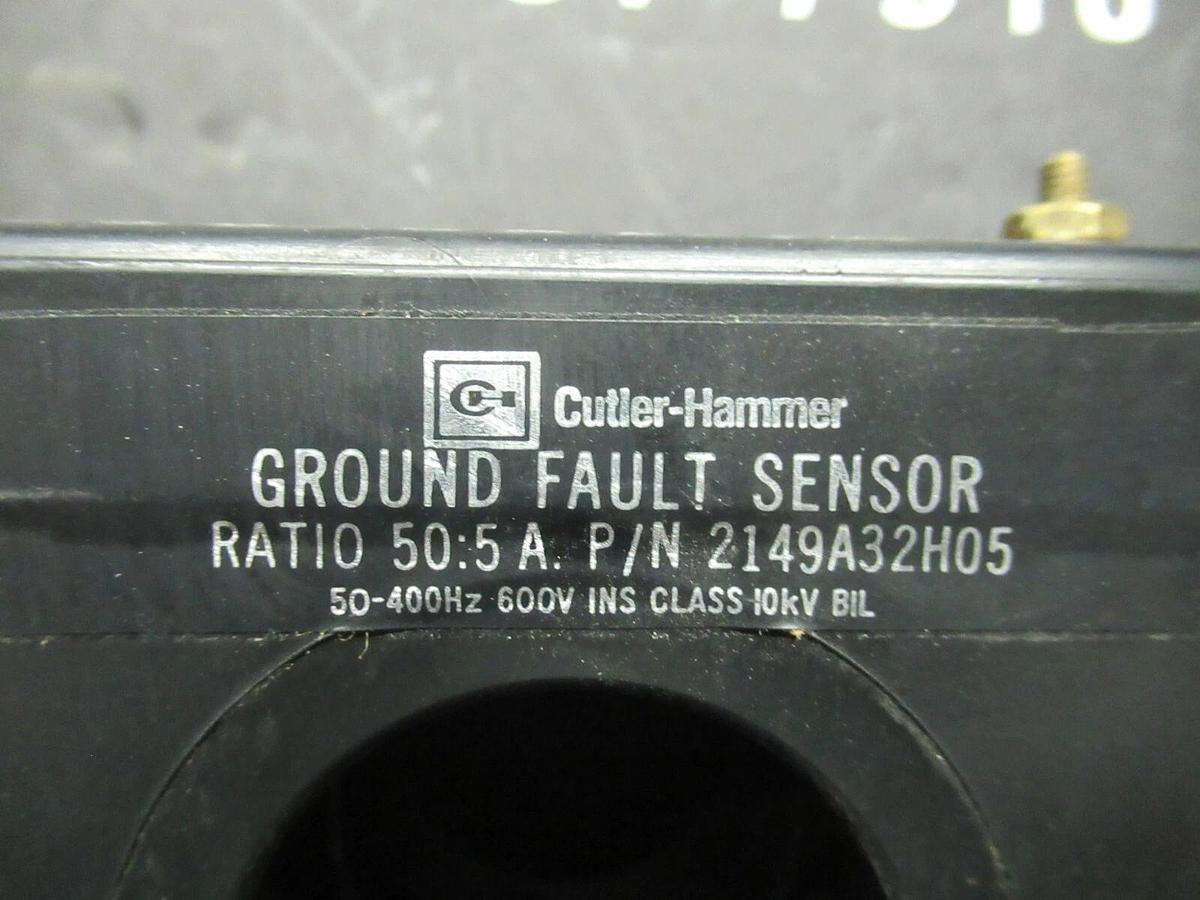 Cutler-Hammer
GROUND FAULT SENSOR
RATIO 50:5 A. P/N 2149A32H05
50-400Hz 600V INS CLASS-10kV BIL